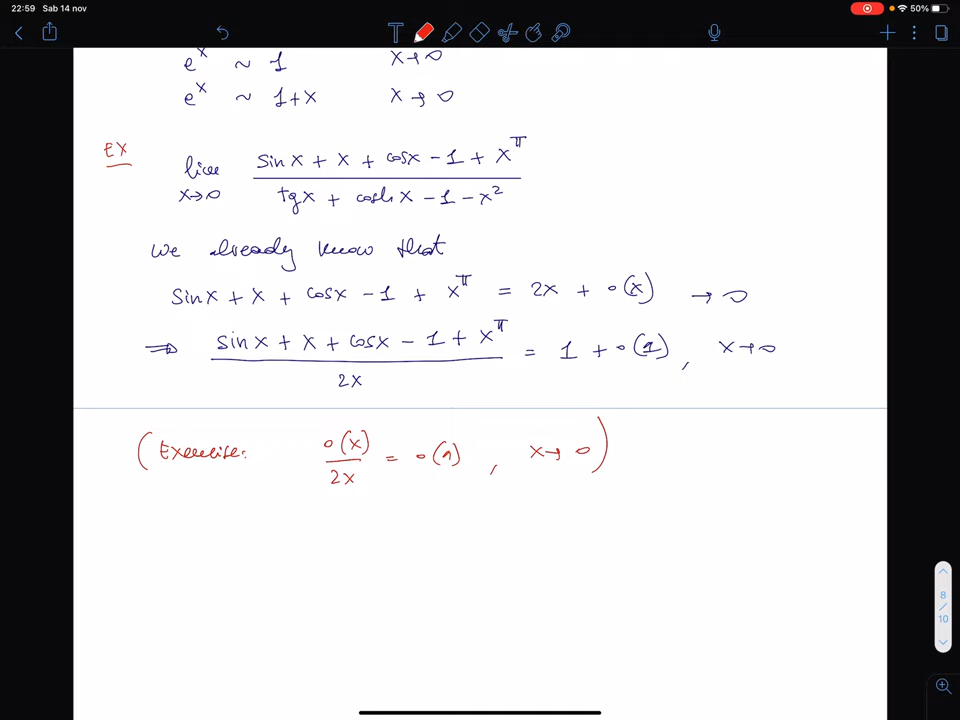 22:59 Sab 14 nov 50%
e^x ~ 1 x→0
e^x ~ 1+x x→0
EX
lim x→0 (sin x + x + cos x − 1 + x^π) / (tg x + cosh x − 1 − x^2)
we already know that
sin x + x + cos x − 1 + x^π = 2x + o(x) → 0
⇒ (sin x + x + cos x − 1 + x^π) / 2x = 1 + o(1), x→0
(Exercise: o(x) / 2x = o(1), x→0)
8 / 10